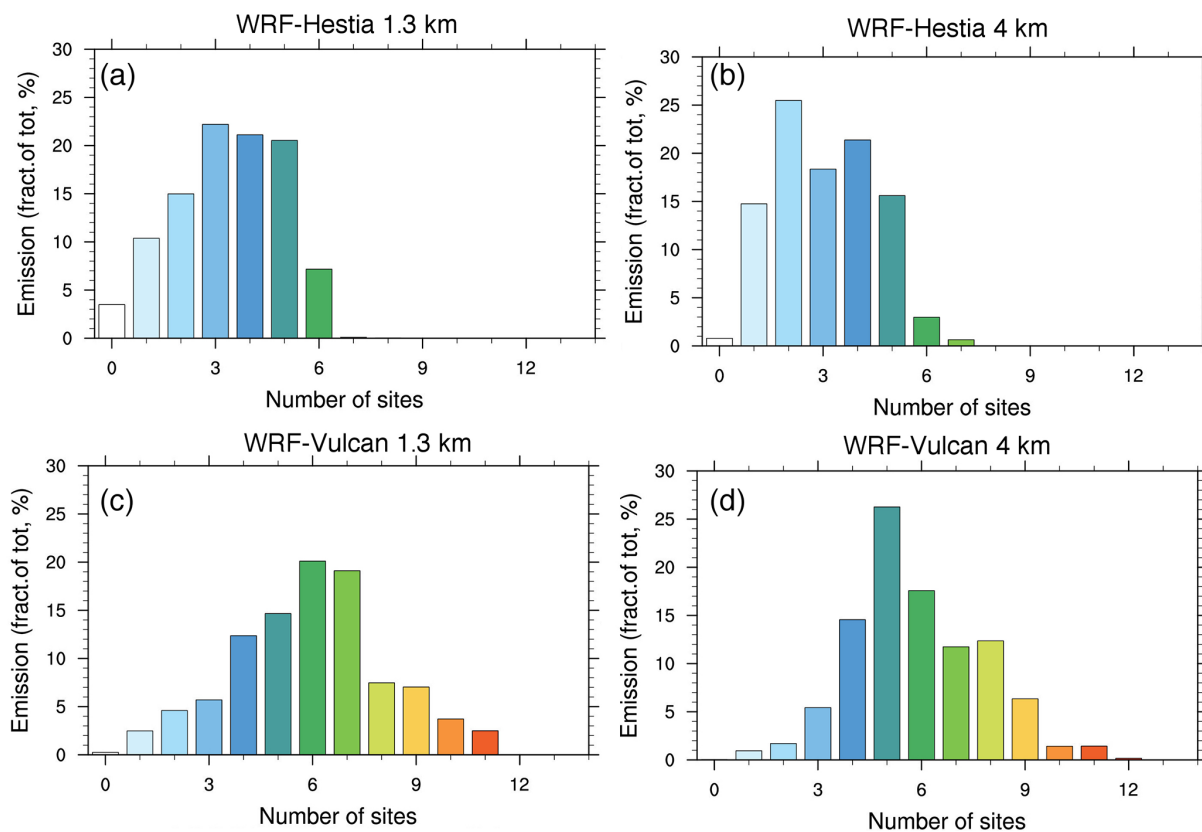 WRF-Hestia 1.3 km
(a)
Emission (fract.of tot, %)
30
25
20
15
10
5
0
0 3 6 9 12
Number of sites
WRF-Hestia 4 km
(b)
Emission (fract.of tot, %)
30
25
20
15
10
5
0
0 3 6 9 12
Number of sites
WRF-Vulcan 1.3 km
(c)
Emission (fract.of tot, %)
30
25
20
15
10
5
0
0 3 6 9 12
Number of sites
WRF-Vulcan 4 km
(d)
Emission (fract.of tot, %)
30
25
20
15
10
5
0
0 3 6 9 12
Number of sites